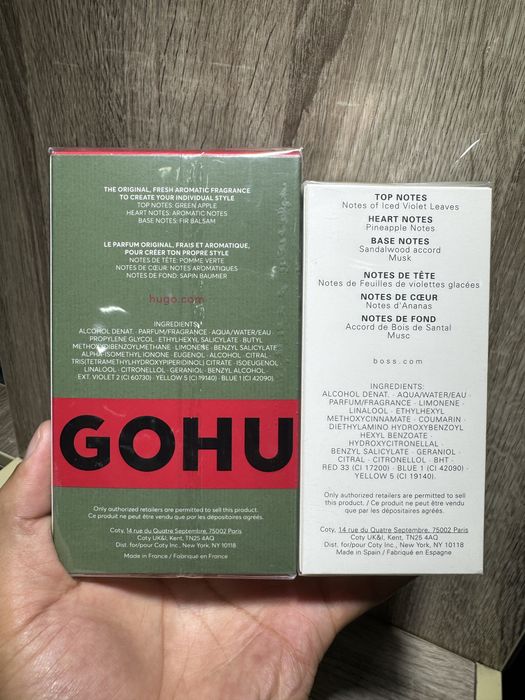 THE ORIGINAL, FRESH AROMATIC FRAGRANCE
TO CREATE YOUR INDIVIDUAL STYLE
TOP NOTES: GREEN APPLE
HEART NOTES: AROMATIC NOTES
BASE NOTES: FIR BALSAM
LE PARFUM ORIGINAL, FRAIS ET AROMATIQUE,
POUR CRÉER TON PROPRE STYLE
NOTES DE TÊTE: POMME VERTE
NOTES DE CŒUR: NOTES AROMATIQUES
NOTES DE FOND: SAPIN BAUMIER
hugo.com
INGREDIENTS:
ALCOHOL DENAT. · PARFUM/FRAGRANCE · AQUA/WATER/EAU
PROPYLENE GLYCOL · ETHYLHEXYL SALICYLATE · BUTYL
METHOXYDIBENZOYLMETHANE · LIMONENE · BENZYL SALICYLATE
ALPHA-ISOMETHYL IONONE · EUGENOL · ALCOHOL · CITRAL
TRIS(TETRAMETHYLHYDROXYPIPERIDINOL) CITRATE · ISOEUGENOL
LINALOOL · CITRONELLOL · GERANIOL · BENZYL ALCOHOL
EXT. VIOLET 2 (CI 60730) · YELLOW 5 (CI 19140) · BLUE 1 (CI 42090).
GOHU
Only authorized retailers are permitted to sell this product.
Ce produit ne peut être vendu que par les dépositaires agréés.
Coty, 14 rue du Quatre Septembre, 75002 Paris
Coty UK&I, Kent, TN25 4AQ
Dist. for/pour Coty Inc., New York, NY 10118
Made in France / Fabriqué en France
TOP NOTES
Notes of Iced Violet Leaves
HEART NOTES
Pineapple Notes
BASE NOTES
Sandalwood accord
Musk
NOTES DE TÊTE
Notes de Feuilles de violettes glacées
NOTES DE CŒUR
Notes d'Ananas
NOTES DE FOND
Accord de Bois de Santal
Musc
boss.com
INGREDIENTS:
ALCOHOL DENAT. · AQUA/WATER/EAU
PARFUM/FRAGRANCE · LIMONENE
LINALOOL · ETHYLHEXYL
METHOXYCINNAMATE · COUMARIN
DIETHYLAMINO HYDROXYBENZOYL
HEXYL BENZOATE
HYDROXYCITRONELLAL
BENZYL SALICYLATE · GERANIOL
CITRAL · CITRONELLOL · BHT
RED 33 (CI 17200) · BLUE 1 (CI 42090)
YELLOW 5 (CI 19140).
Only authorized retailers are permitted to sell
this product.
Ce produit ne peut être vendu que par les
dépositaires agréés.
Coty, 14 rue du Quatre Septembre, 75002 Paris
Coty UK&I, Kent, TN25 4AQ
Dist. for/pour Coty Inc., New York, NY 10118
Made in Spain / Fabriqué en Espagne